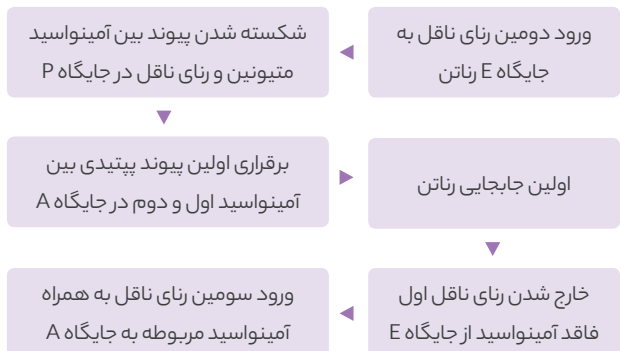 ورود دومین رنای ناقل به
جایگاه E رناتن
شکسته شدن پیوند بین آمینواسید
متیونین و رنای ناقل در جایگاه P
برقراری اولین پیوند پپتیدی بین
آمینواسید اول و دوم در جایگاه A
اولین جابجایی رناتن
خارج شدن رنای ناقل اول
فاقد آمینواسید از جایگاه E
ورود سومین رنای ناقل به همراه
آمینواسید مربوطه به جایگاه A